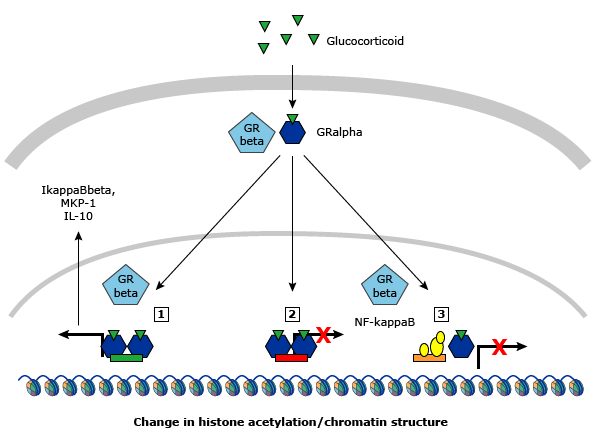 Glucocorticoid
GR
beta
GRalpha
IkappaBbeta,
MKP-1
IL-10
GR
beta
1
2
GR
beta
3
NF-kappaB
X
X
Change in histone acetylation/chromatin structure